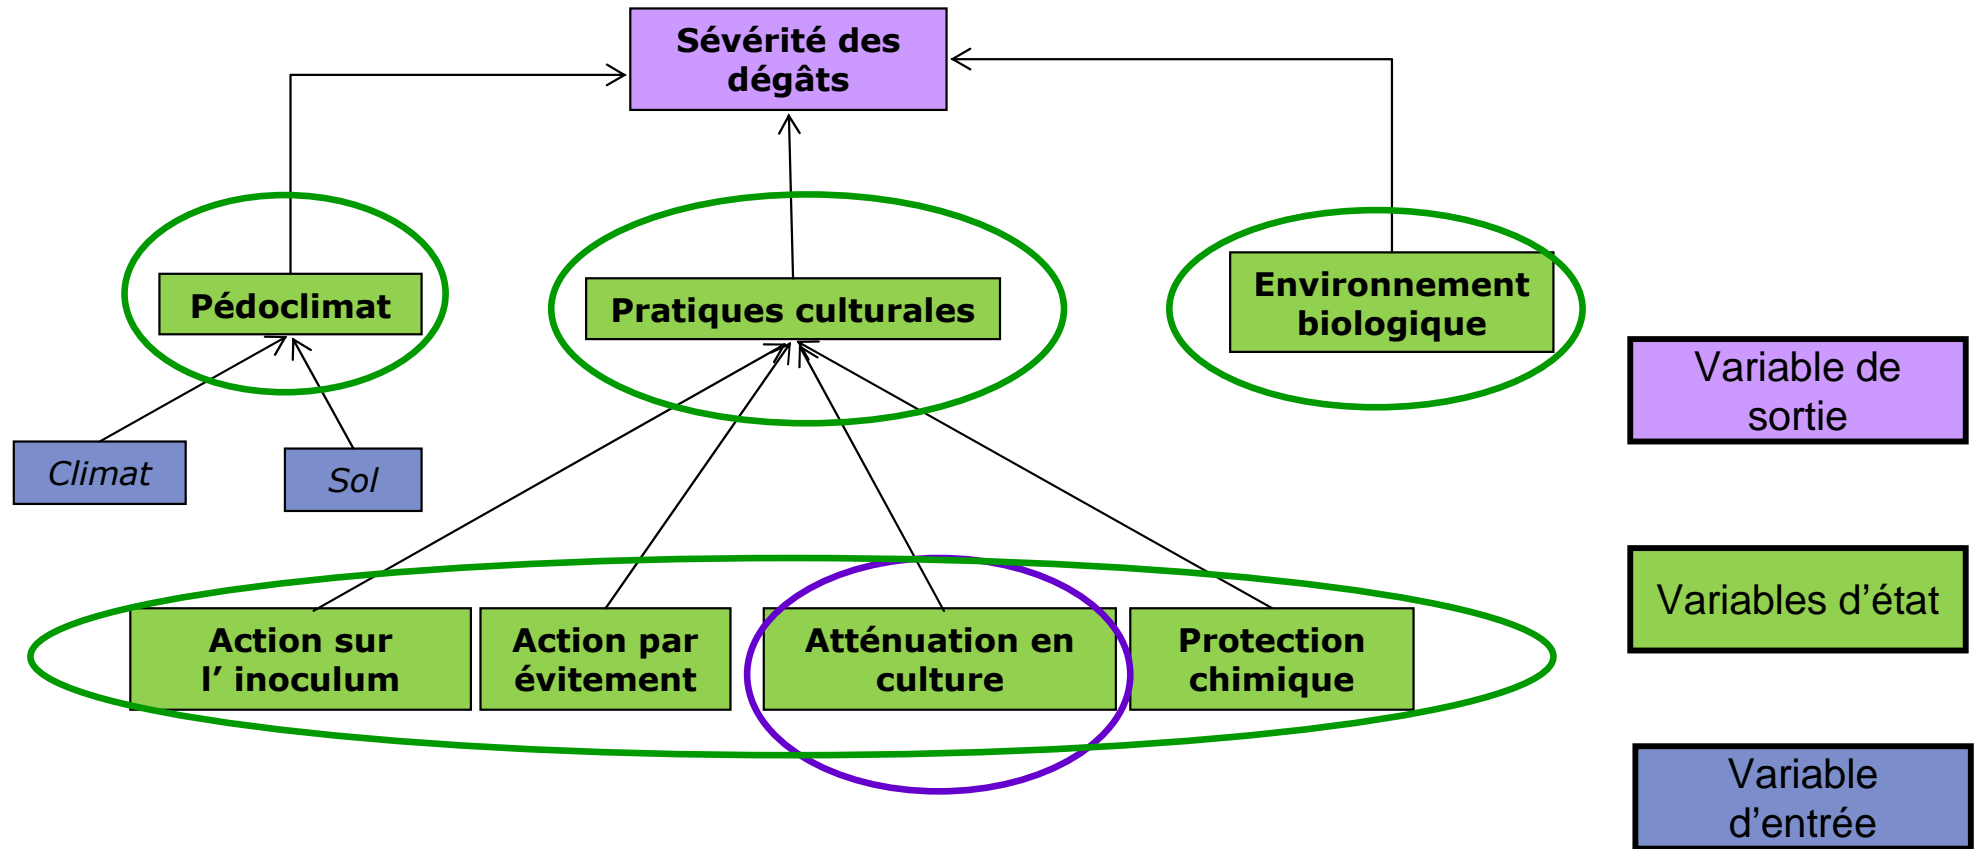 Sévérité des
dégâts
Pédoclimat
Pratiques culturales
Environnement
biologique
Climat
Sol
Action sur
l’ inoculum
Action par
évitement
Atténuation en
culture
Protection
chimique
Variable de
sortie
Variables d’état
Variable
d’entrée